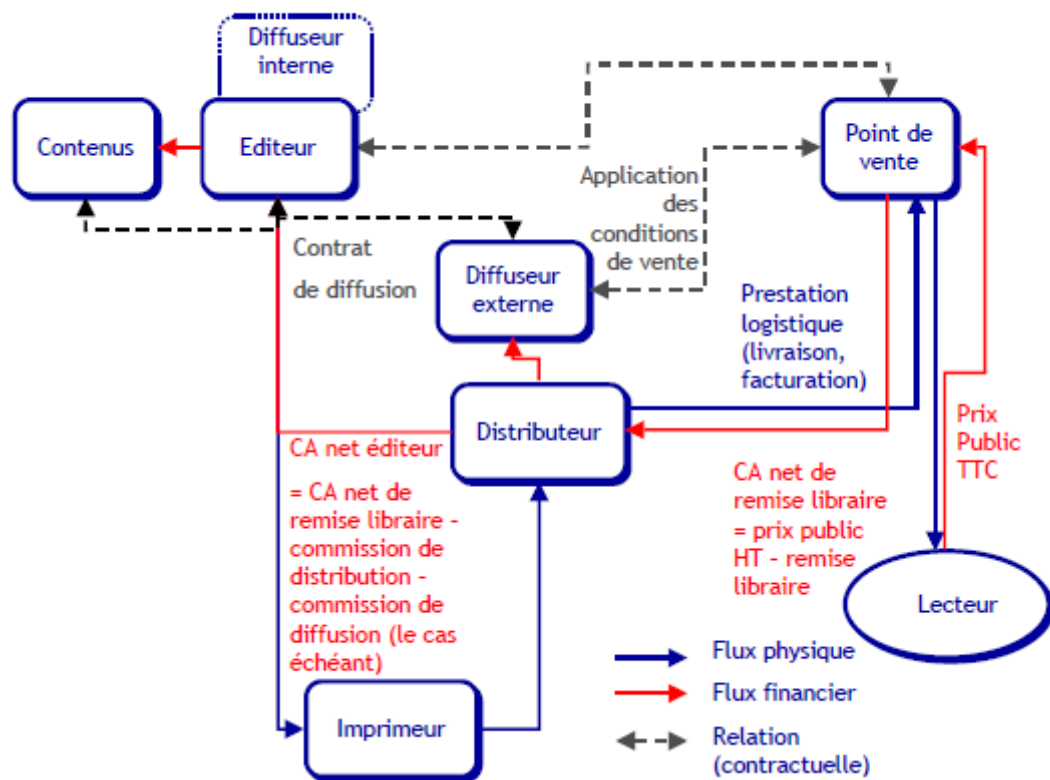 Diffuseur
interne
Contenus
Editeur
Point de
vente
Application
des
conditions
de vente
Contrat
de diffusion
Diffuseur
externe
Prestation
logistique
(livraison,
facturation)
Distributeur
Prix
Public
TTC
CA net éditeur
= CA net de
remise libraire -
commission de
distribution -
commission de
diffusion (le cas
échéant)
CA net de
remise libraire
= prix public
HT - remise
libraire
Lecteur
Imprimeur
Flux physique
Flux financier
Relation
(contractuelle)